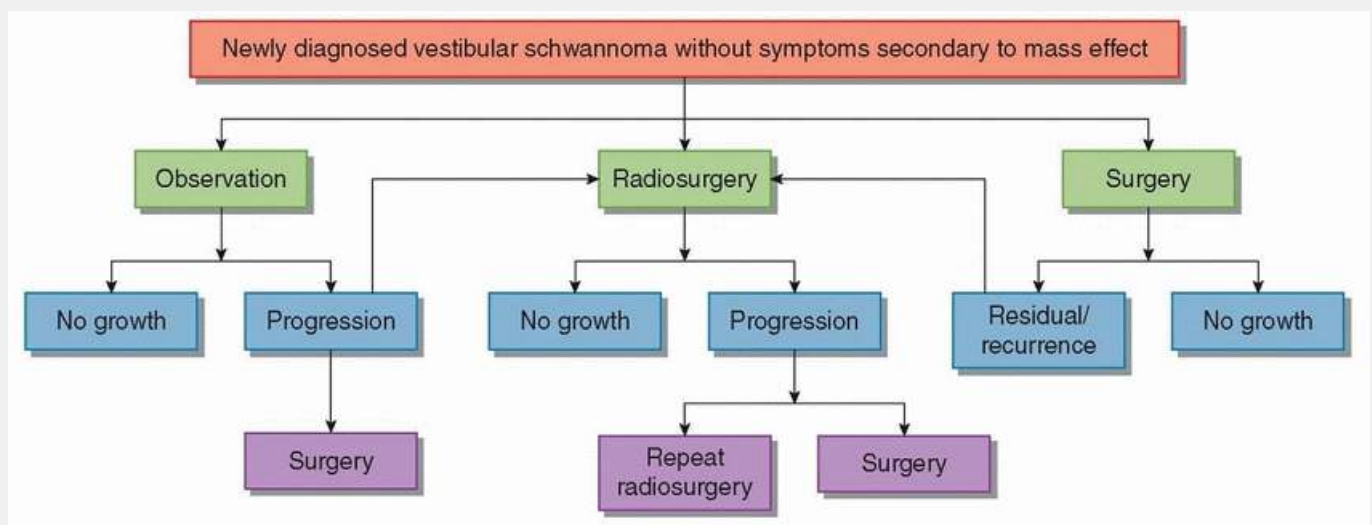 Newly diagnosed vestibular schwannoma without symptoms secondary to mass effect
Observation
Radiosurgery
Surgery
No growth
Progression
No growth
Progression
Residual/
recurrence
No growth
Surgery
Repeat
radiosurgery
Surgery